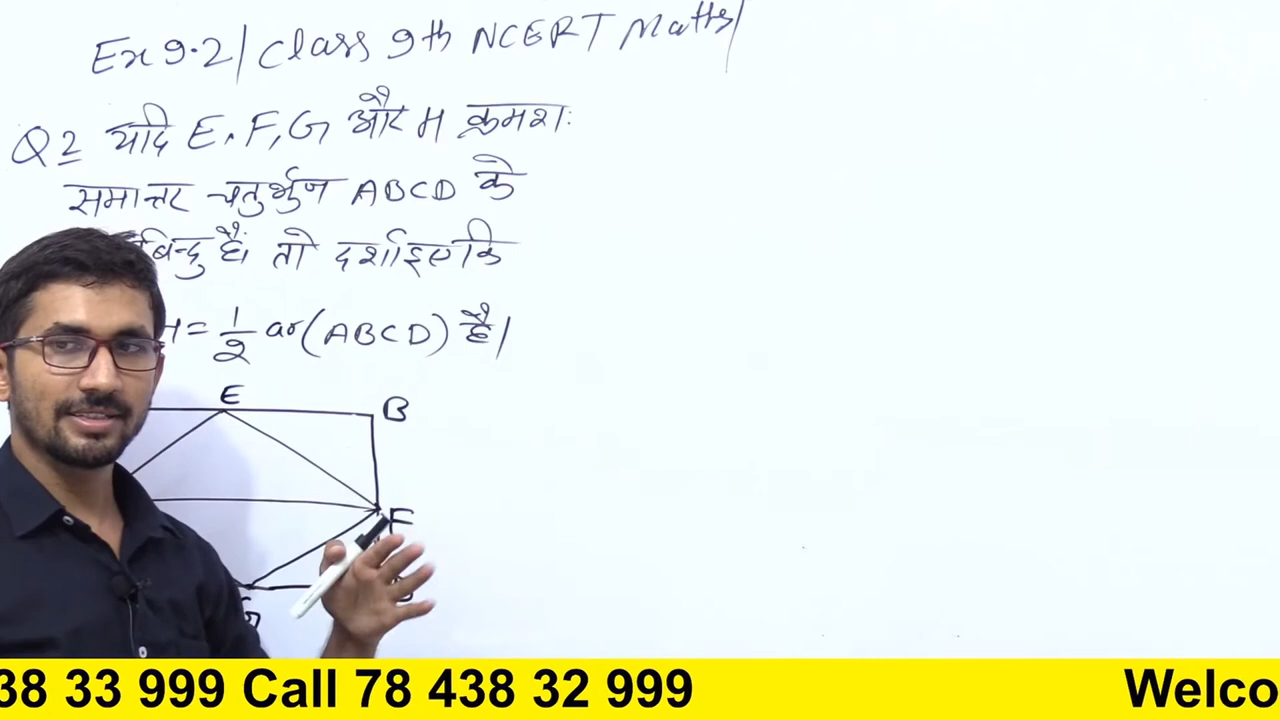 Ex 9.2| Class 9th NCERT Maths|
Q2 यदि E, F, G और H क्रमशः
समान्तर चतुर्भुज ABCD के
बिन्दु है। तो दर्शाइए कि
H = 1/2 ar(ABCD) है|
E
B
F
G
38 33 999 Call 78 438 32 999 Welco